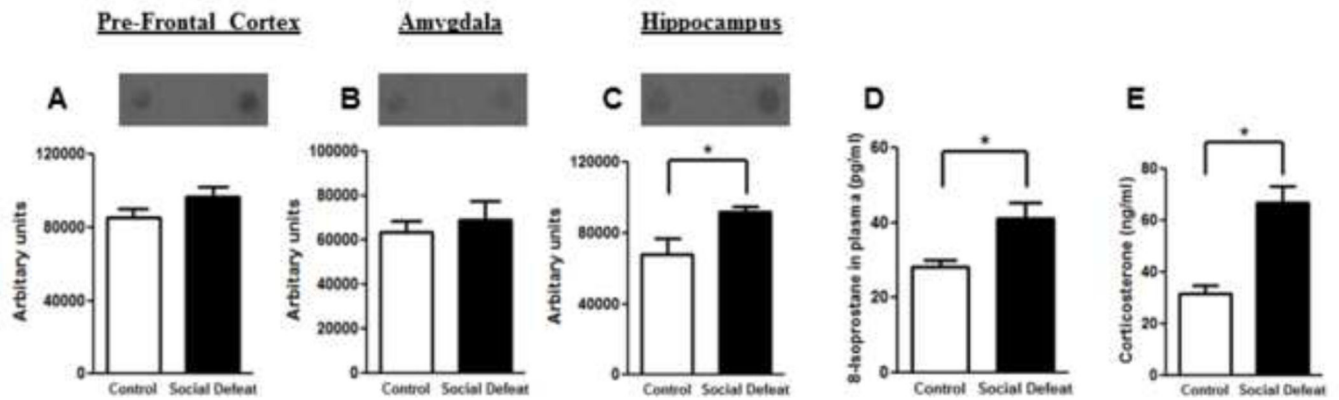 Pre-Frontal Cortex
Amygdala
Hippocampus
A
B
C
D
E
120000
80000
40000
0
Arbitary units
Control
Social Defeat
100000
80000
60000
40000
20000
0
Arbitary units
Control
Social Defeat
*
120000
80000
40000
0
Arbitary units
Control
Social Defeat
*
60
40
20
0
8-Isoprostane in plasma (pg/ml)
Control
Social Defeat
*
80
60
40
20
0
Corticosterone (ng/ml)
Control
Social Defeat